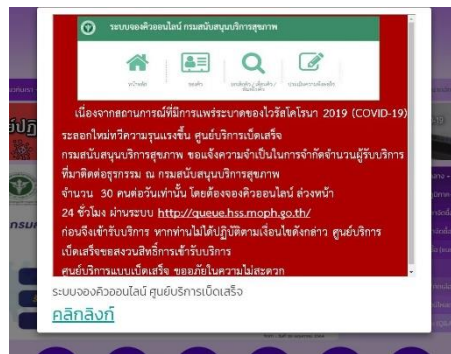 ระบบจองคิวออนไลน์ กรมสนับสนุนบริการสุขภาพ
หน้าหลัก จองคิว ยกเลิกคิว / เลื่อนคิว / ประเมินความพึงพอใจ
พิมพ์ใบคิว
เนื่องจากสถานการณ์ที่มีการแพร่ระบาดของไวรัสโคโรนา 2019 (COVID-19)
ระลอกใหม่ทวีความรุนแรงขึ้น ศูนย์บริการเบ็ดเสร็จ
กรมสนับสนุนบริการสุขภาพ ขอแจ้งความจำเป็นในการจำกัดจำนวนผู้รับบริการ
ที่มาติดต่อธุรกรรม ณ กรมสนับสนุนบริการสุขภาพ
จำนวน 30 คนต่อวันเท่านั้น โดยต้องจองคิวออนไลน์ ล่วงหน้า
24 ชั่วโมง ผ่านระบบ http://queue.hss.moph.go.th/
ก่อนจึงเข้ารับบริการ หากท่านไม่ได้ปฏิบัติตามเงื่อนไขดังกล่าว ศูนย์บริการ
เบ็ดเสร็จขอสงวนสิทธิ์การเข้ารับบริการ
ศูนย์บริการแบบเบ็ดเสร็จ ขออภัยในความไม่สะดวก
ระบบจองคิวออนไลน์ ศูนย์บริการเบ็ดเสร็จ
คลิกลิงก์